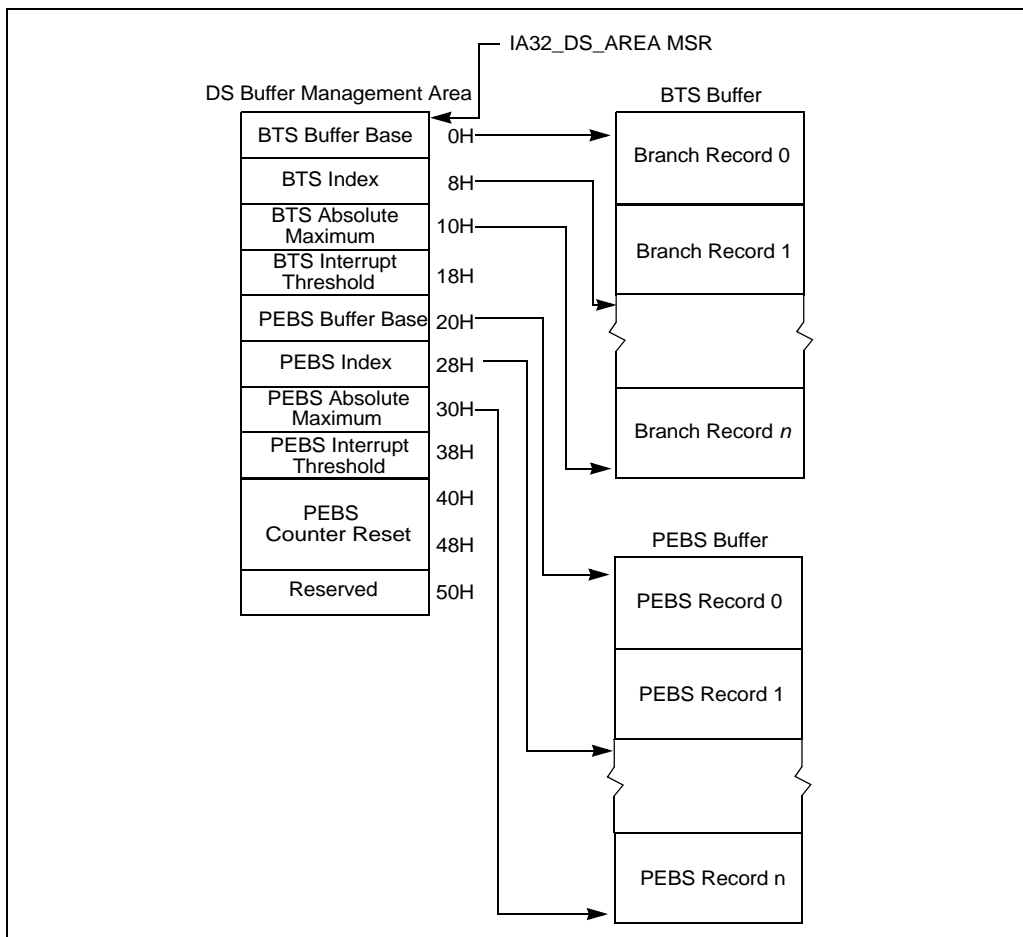 IA32_DS_AREA MSR
DS Buffer Management Area
BTS Buffer Base 0H
BTS Index 8H
BTS Absolute
Maximum 10H
BTS Interrupt
Threshold 18H
PEBS Buffer Base 20H
PEBS Index 28H
PEBS Absolute
Maximum 30H
PEBS Interrupt
Threshold 38H
40H
PEBS
Counter Reset
48H
Reserved 50H
BTS Buffer
Branch Record 0
Branch Record 1
Branch Record n
PEBS Buffer
PEBS Record 0
PEBS Record 1
PEBS Record n